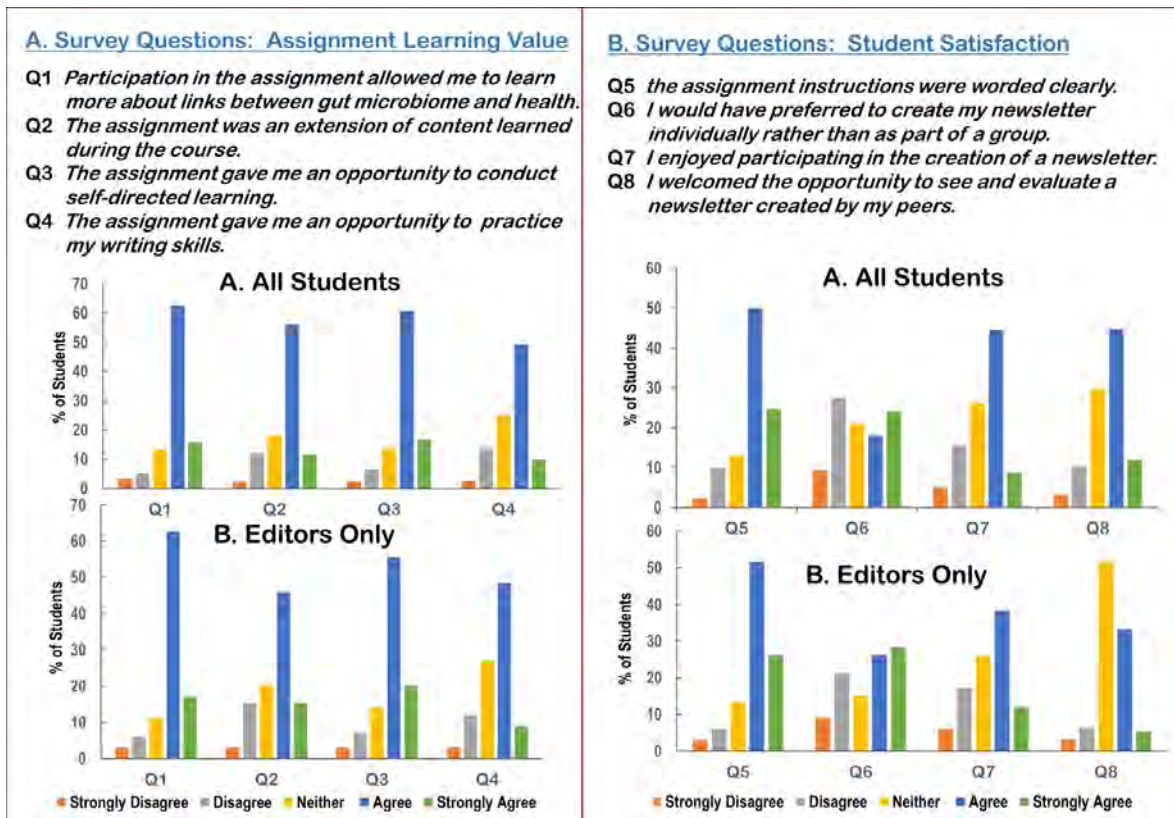 A. Survey Questions: Assignment Learning Value
Q1 Participation in the assignment allowed me to learn
more about links between gut microbiome and health.
Q2 The assignment was an extension of content learned
during the course.
Q3 The assignment gave me an opportunity to conduct
self-directed learning.
Q4 The assignment gave me an opportunity to practice
my writing skills.
A. All Students
% of Students
70
60
50
40
30
20
10
0
Q1 Q2 Q3 Q4
B. Editors Only
% of Students
70
60
50
40
30
20
10
0
Q1 Q2 Q3 Q4
Strongly Disagree Disagree Neither Agree Strongly Agree
B. Survey Questions: Student Satisfaction
Q5 the assignment instructions were worded clearly.
Q6 I would have preferred to create my newsletter
individually rather than as part of a group.
Q7 I enjoyed participating in the creation of a newsletter.
Q8 I welcomed the opportunity to see and evaluate a
newsletter created by my peers.
A. All Students
% of Students
60
50
40
30
20
10
0
Q5 Q6 Q7 Q8
B. Editors Only
% of Students
60
50
40
30
20
10
0
Q5 Q6 Q7 Q8
Strongly Disagree Disagree Neither Agree Strongly Agree